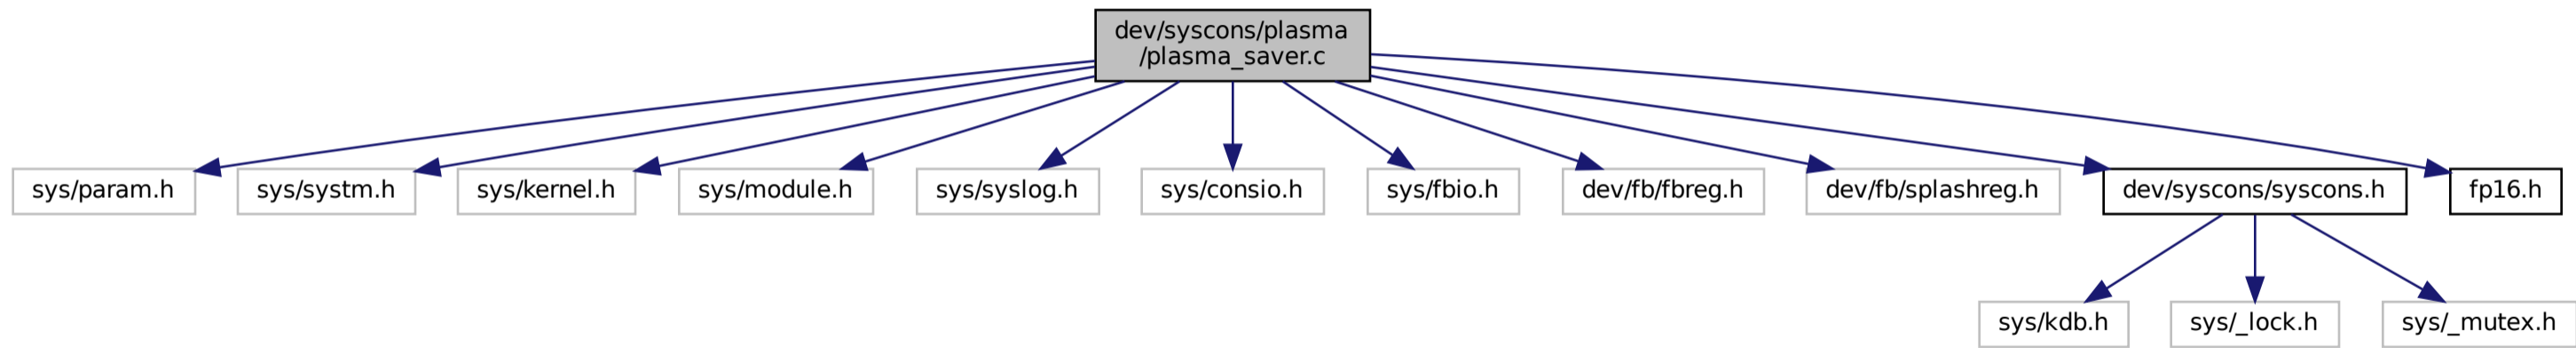 dev/syscons/plasma
/plasma_saver.c
sys/param.h
sys/systm.h
sys/kernel.h
sys/module.h
sys/syslog.h
sys/consio.h
sys/fbio.h
dev/fb/fbreg.h
dev/fb/splashreg.h
dev/syscons/syscons.h
fp16.h
sys/kdb.h
sys/_lock.h
sys/_mutex.h